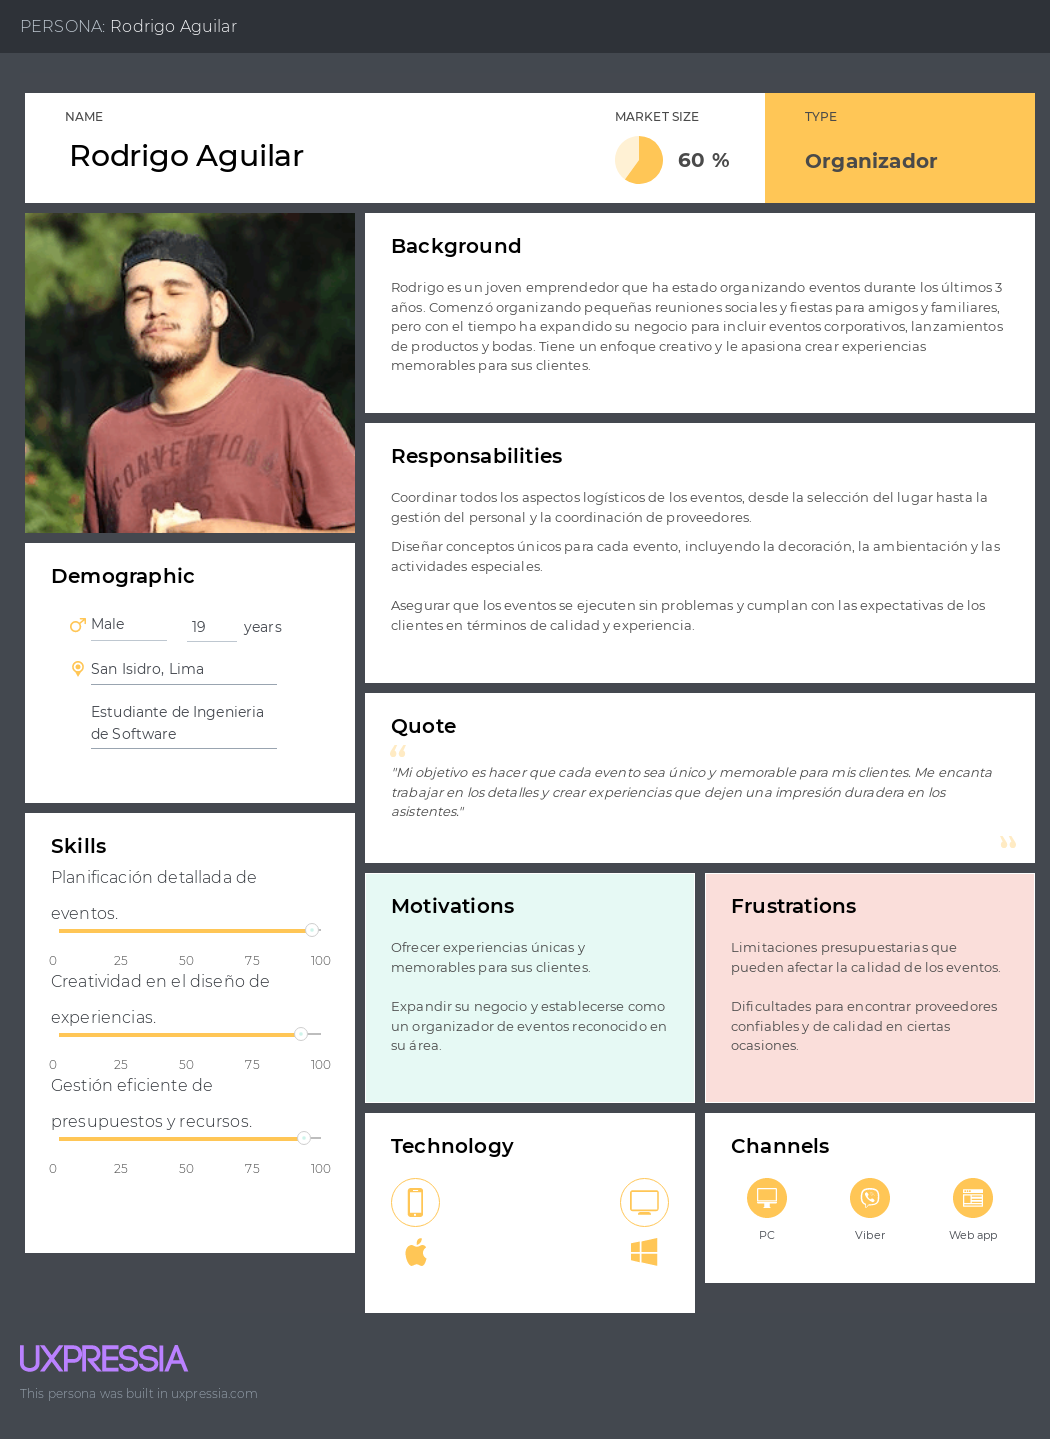 PERSONA: Rodrigo Aguilar
NAME
Rodrigo Aguilar
MARKET SIZE
60 %
TYPE
Organizador
CONVENTION
Background
Rodrigo es un joven emprendedor que ha estado organizando eventos durante los últimos 3
años. Comenzó organizando pequeñas reuniones sociales y fiestas para amigos y familiares,
pero con el tiempo ha expandido su negocio para incluir eventos corporativos, lanzamientos
de productos y bodas. Tiene un enfoque creativo y le apasiona crear experiencias
memorables para sus clientes.
Responsabilities
Coordinar todos los aspectos logísticos de los eventos, desde la selección del lugar hasta la
gestión del personal y la coordinación de proveedores.
Diseñar conceptos únicos para cada evento, incluyendo la decoración, la ambientación y las
actividades especiales.
Asegurar que los eventos se ejecuten sin problemas y cumplan con las expectativas de los
clientes en términos de calidad y experiencia.
Demographic
Male
19 years
San Isidro, Lima
Estudiante de Ingenieria
de Software
Quote
"Mi objetivo es hacer que cada evento sea único y memorable para mis clientes. Me encanta
trabajar en los detalles y crear experiencias que dejen una impresión duradera en los
asistentes."
Skills
Planificación detallada de
eventos.
0 25 50 75 100
Creatividad en el diseño de
experiencias.
0 25 50 75 100
Gestión eficiente de
presupuestos y recursos.
0 25 50 75 100
Motivations
Ofrecer experiencias únicas y
memorables para sus clientes.
Expandir su negocio y establecerse como
un organizador de eventos reconocido en
su área.
Frustrations
Limitaciones presupuestarias que
pueden afectar la calidad de los eventos.
Dificultades para encontrar proveedores
confiables y de calidad en ciertas
ocasiones.
Technology
Channels
PC
Viber
Web app
UXPRESSIA
This persona was built in uxpressia.com